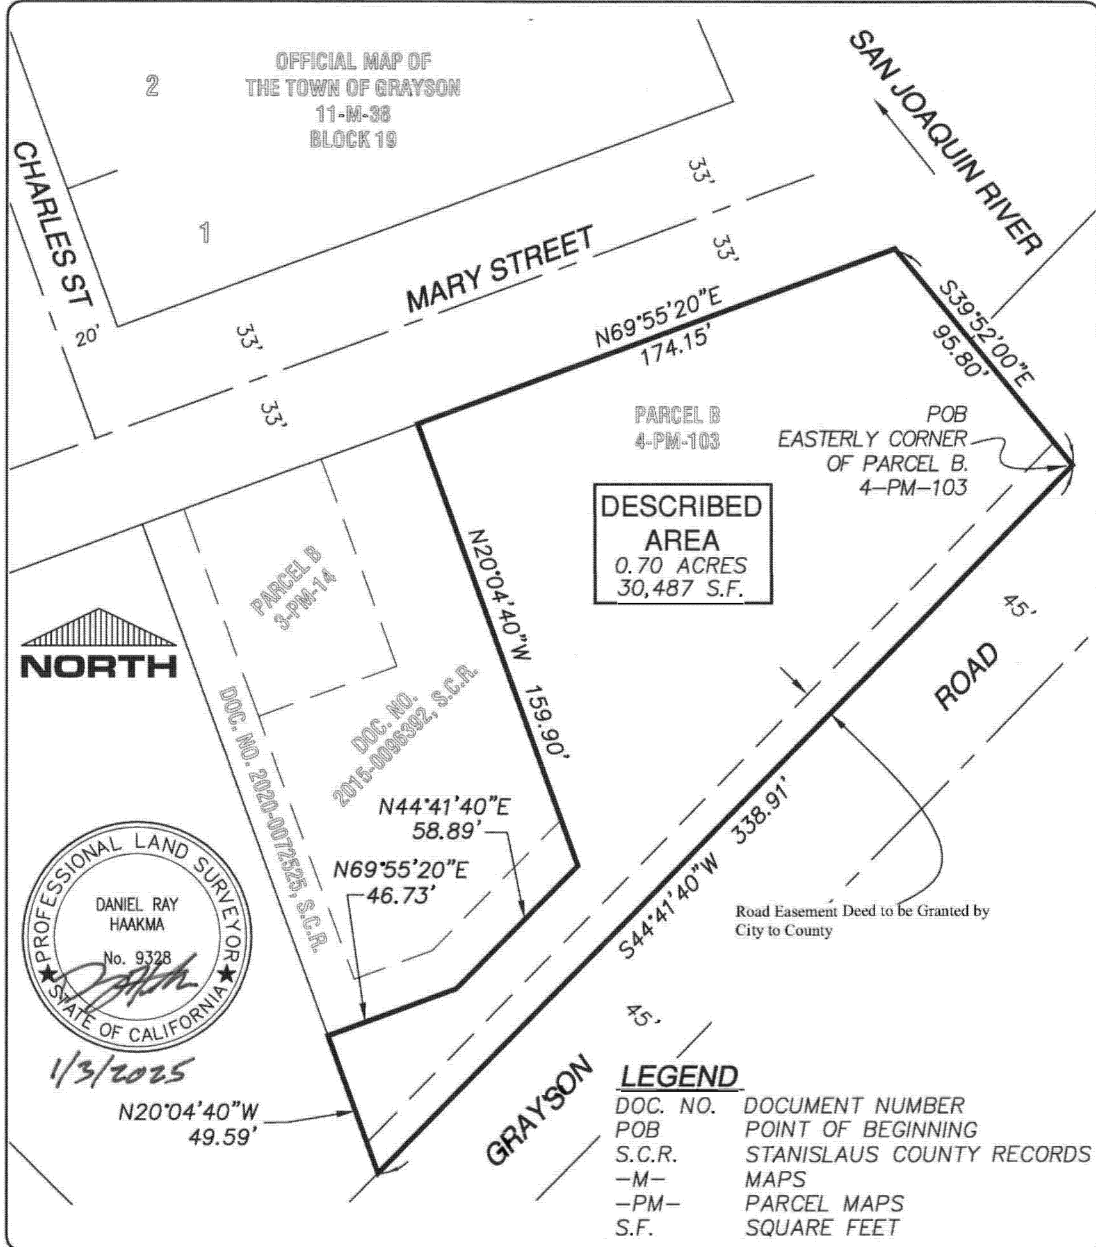 OFFICIAL MAP OF
THE TOWN OF GRAYSON
11-M-38
BLOCK 19
2
1
CHARLES ST
20'
MARY STREET
33'
33'
33'
33'
SAN JOAQUIN RIVER
N69°55'20"E
174.15'
S39°52'00"E
95.80'
PARCEL B
4-PM-103
POB
EASTERLY CORNER
OF PARCEL B.
4-PM-103
DESCRIBED
AREA
0.70 ACRES
30,487 S.F.
N20°04'40"W 159.90'
PARCEL B
3-PM-14
DOC. NO.
2015-0096392, S.C.R.
DOC. NO. 2020-0072525, S.C.R.
NORTH
N44°41'40"E
58.89'
N69°55'20"E
46.73'
45'
ROAD
S44°41'40"W 338.91'
Road Easement Deed to be Granted by
City to County
45'
GRAYSON
PROFESSIONAL LAND SURVEYOR
DANIEL RAY
HAAKMA
No. 9328
STATE OF CALIFORNIA
1/3/2025
N20°04'40"W
49.59'
LEGEND
DOC. NO. DOCUMENT NUMBER
POB POINT OF BEGINNING
S.C.R. STANISLAUS COUNTY RECORDS
-M- MAPS
-PM- PARCEL MAPS
S.F. SQUARE FEET